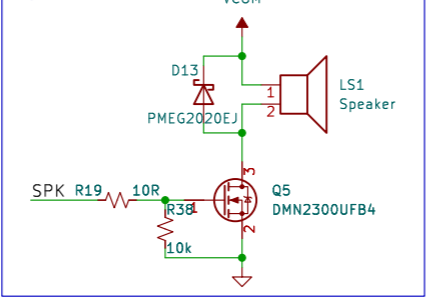 VCOM
D13
PMEG2020EJ
1
2
LS1
Speaker
3
SPK
R19
10R
R38
1
Q5
DMN2300UFB4
2
10k